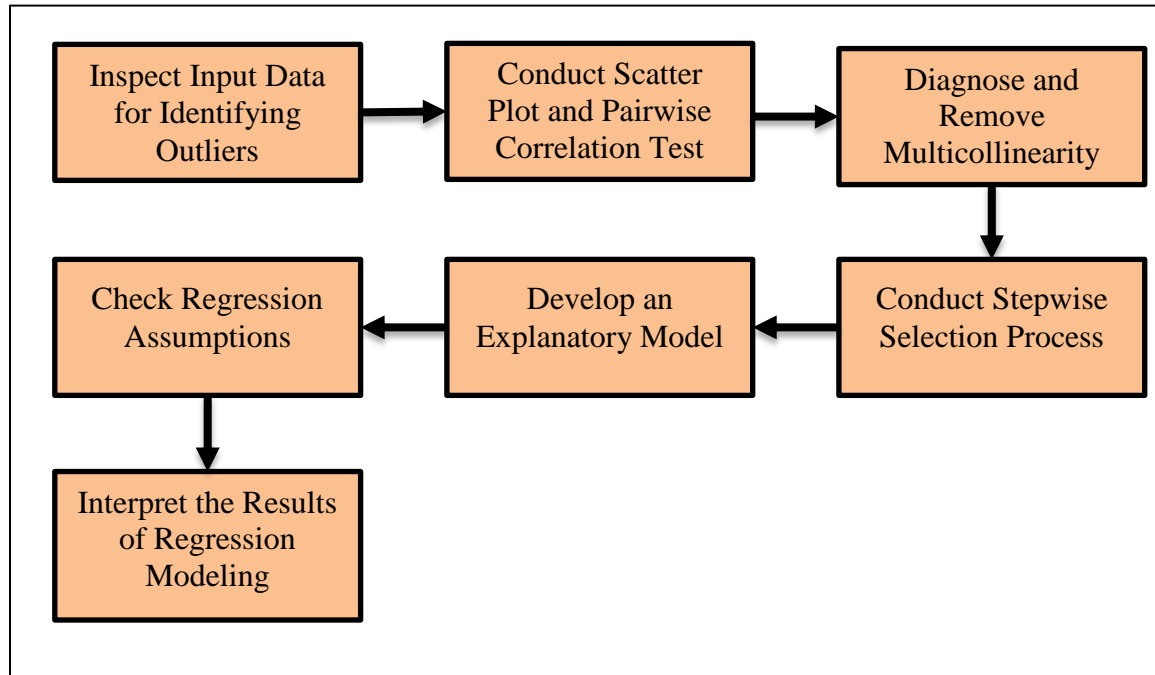 Inspect Input Data
for Identifying
Outliers
Conduct Scatter
Plot and Pairwise
Correlation Test
Diagnose and
Remove
Multicollinearity
Conduct Stepwise
Selection Process
Develop an
Explanatory Model
Check Regression
Assumptions
Interpret the Results
of Regression
Modeling